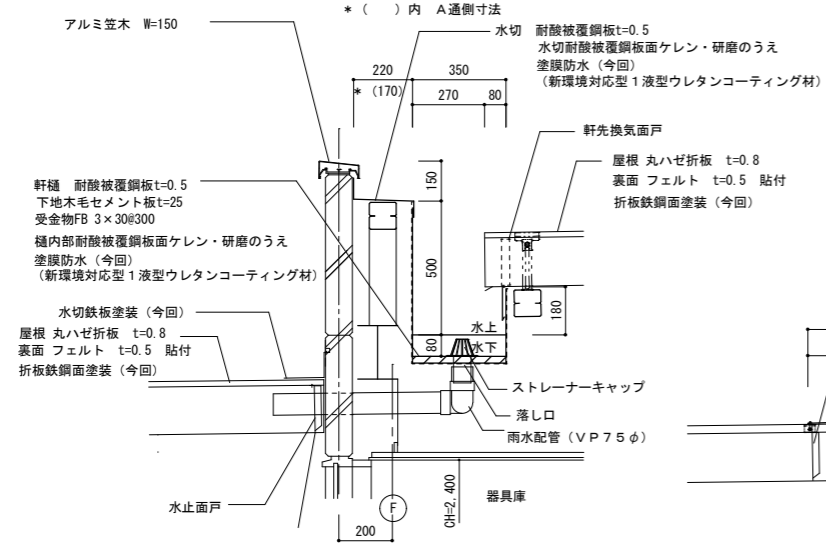 * (　　) 内　A通側寸法
アルミ笠木　W=150
水切　耐酸被覆鋼板t=0.5
水切耐酸被覆鋼板面ケレン・研磨のうえ
塗膜防水（今回）
（新環境対応型１液型ウレタンコーティング材）
220
350
* (170)
270
80
軒先換気面戸
屋根 丸ハゼ折板　t=0.8
裏面 フェルト　t=0.5 貼付
折板鉄鋼面塗装（今回）
150
軒樋　耐酸被覆鋼板t=0.5
下地木毛セメント板t=25
受金物FB 3×30@300
樋内部耐酸被覆鋼板面ケレン・研磨のうえ
塗膜防水（今回）
（新環境対応型１液型ウレタンコーティング材）
500
180
水切鉄板塗装（今回）
屋根 丸ハゼ折板　t=0.8
裏面 フェルト　t=0.5 貼付
折板鉄鋼面塗装（今回）
80
水上
水下
ストレーナーキャップ
落し口
雨水配管（ＶＰ７５φ）
水止面戸
F
200
CH=2,400
器具庫